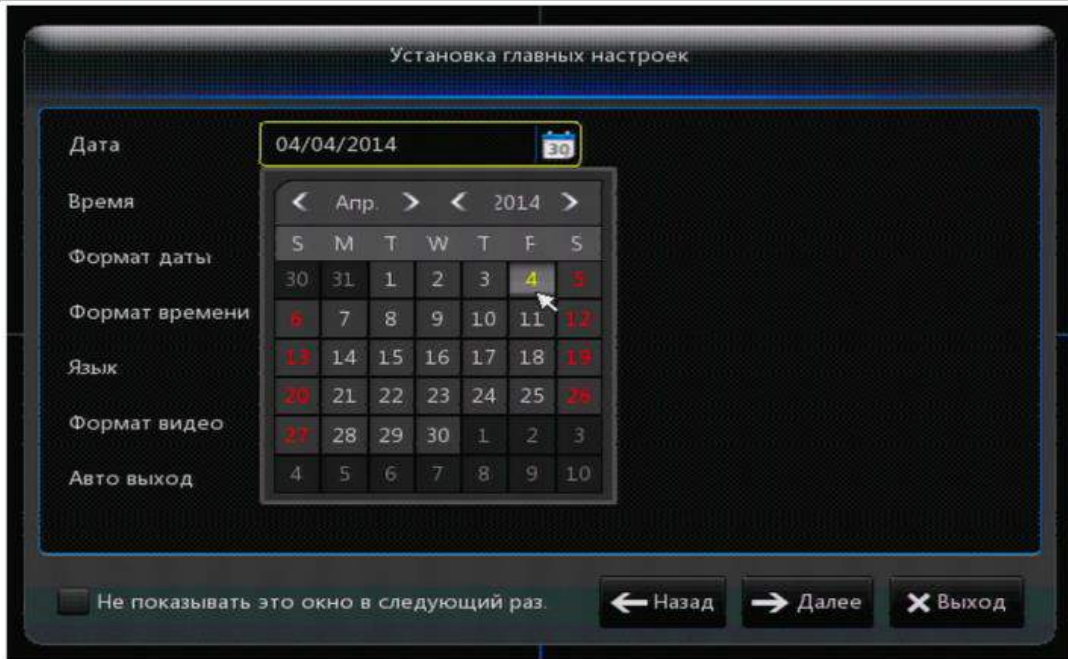 Установка главных настроек
Дата
04/04/2014
30
Апр. 2014
S M T W T F S
30 31 1 2 3 4 5
Время
Формат даты
6 7 8 9 10 11 12
Формат времени
13 14 15 16 17 18 19
Язык
20 21 22 23 24 25 26
Формат видео
27 28 29 30 1 2 3
Авто выход
4 5 6 7 8 9 10
Не показывать это окно в следующий раз.
Назад
Далее
Выход